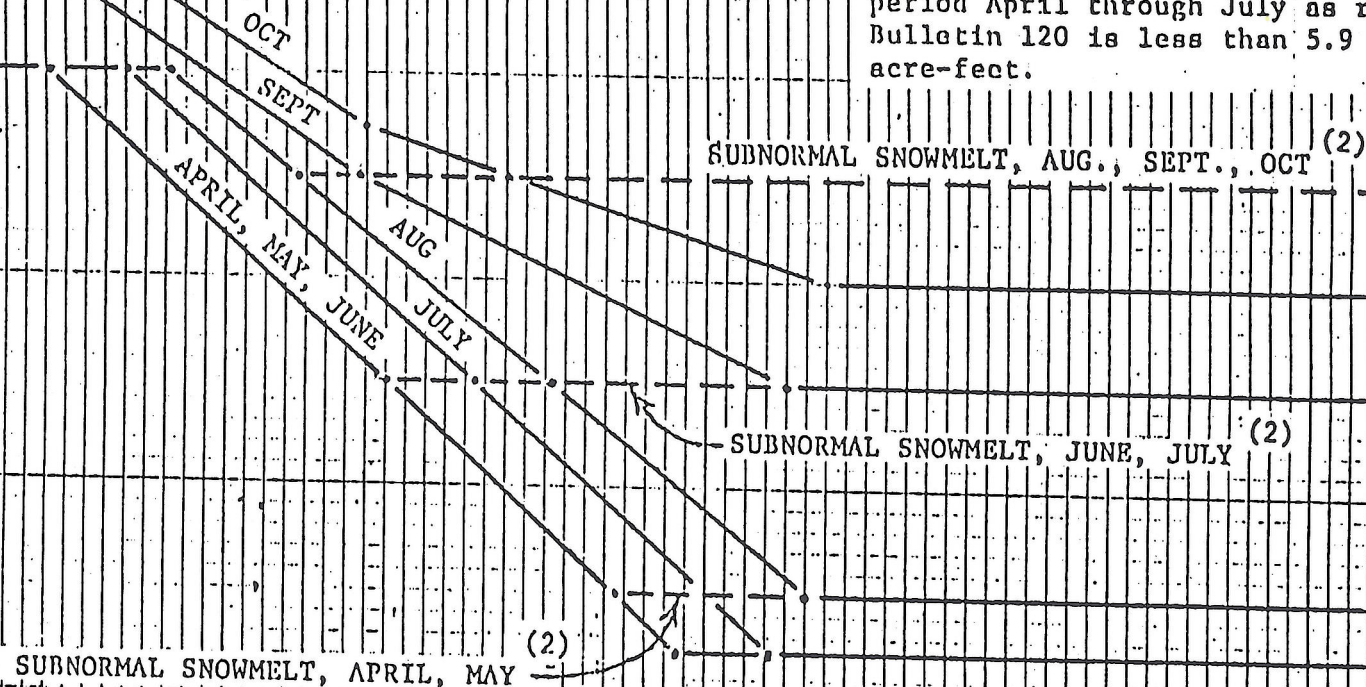 period April through July as
Bulletin 120 is less than 5.9
acre-feet.
OCT
SEPT
SUBNORMAL SNOWMELT, AUG., SEPT., OCT (2)
APRIL, MAY, JUNE
AUG
JULY
SUBNORMAL SNOWMELT, JUNE, JULY (2)
SUBNORMAL SNOWMELT, APRIL, MAY (2)